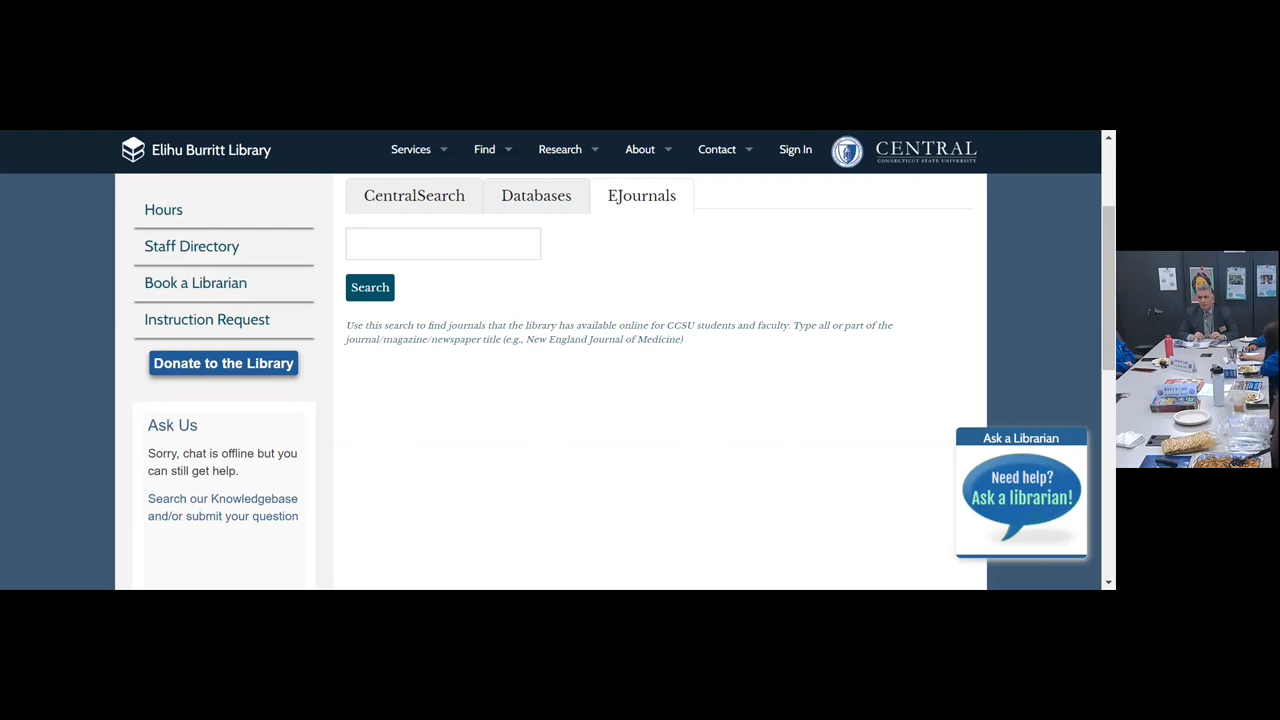 Elihu Burritt Library
Services
Find
Research
About
Contact
Sign In
CENTRAL
CONNECTICUT STATE UNIVERSITY
Hours
Staff Directory
Book a Librarian
Instruction Request
Donate to the Library
Ask Us
Sorry, chat is offline but you
can still get help.
Search our Knowledgebase
and/or submit your question
CentralSearch
Databases
EJournals
Search
Use this search to find journals that the library has available online for CCSU students and faculty. Type all or part of the
journal/magazine/newspaper title (e.g., New England Journal of Medicine)
Ask a Librarian
Need help?
Ask a librarian!